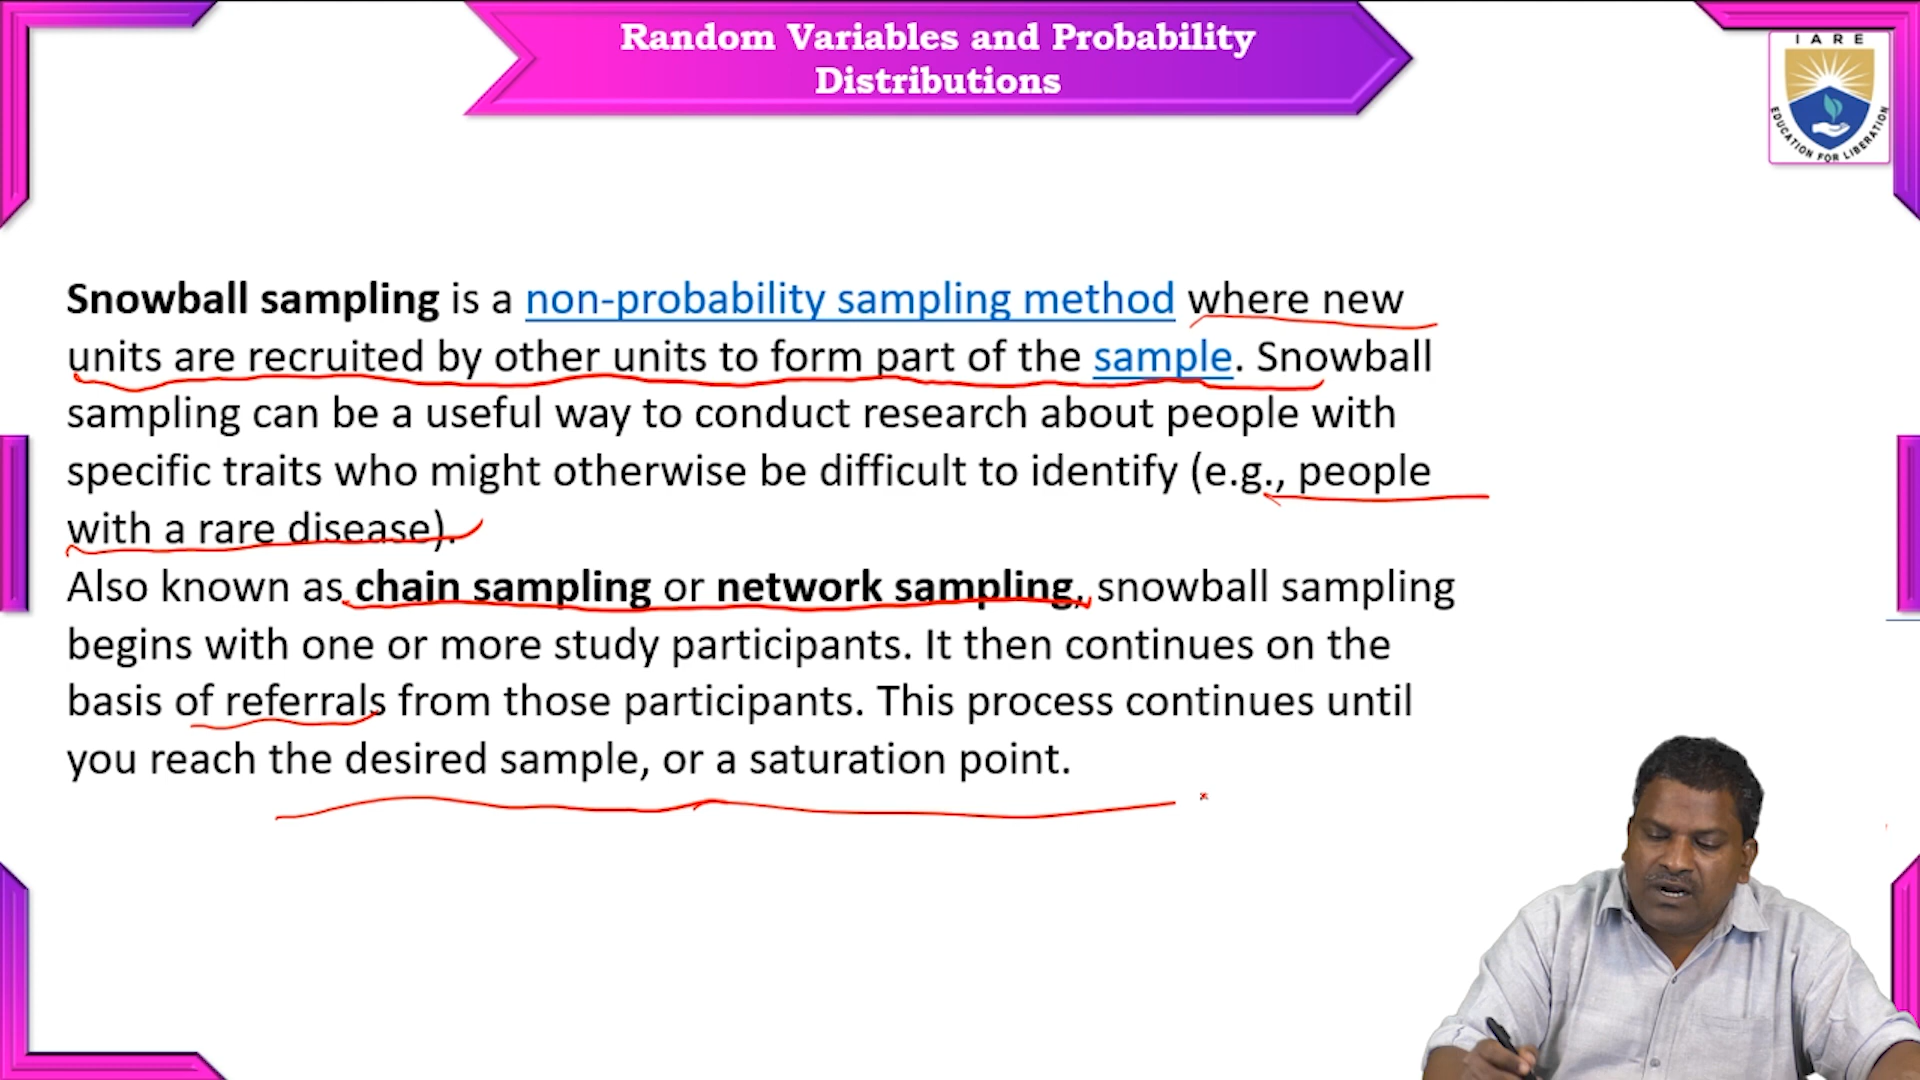 Random Variables and Probability
Distributions
I A R E
EDUCATION FOR LIBERATION
Snowball sampling is a non-probability sampling method where new
units are recruited by other units to form part of the sample. Snowball
sampling can be a useful way to conduct research about people with
specific traits who might otherwise be difficult to identify (e.g., people
with a rare disease).
Also known as chain sampling or network sampling, snowball sampling
begins with one or more study participants. It then continues on the
basis of referrals from those participants. This process continues until
you reach the desired sample, or a saturation point.